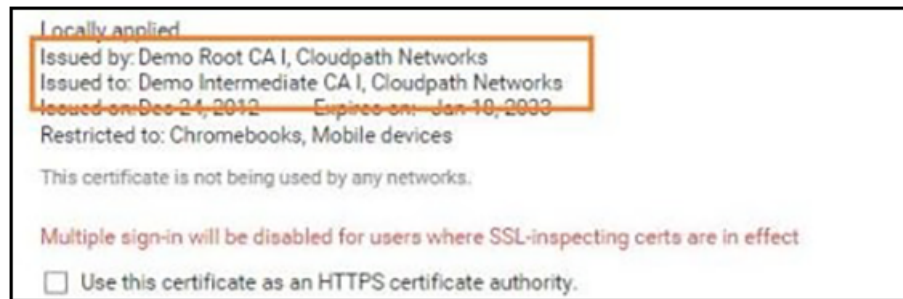 Locally applied
Issued by: Demo Root CA I, Cloudpath Networks
Issued to: Demo Intermediate CA I, Cloudpath Networks
Issued on: Dec 24, 2012 Expires on: Jan 18, 2033
Restricted to: Chromebooks, Mobile devices
This certificate is not being used by any networks.
Multiple sign-in will be disabled for users where SSL-inspecting certs are in effect
Use this certificate as an HTTPS certificate authority.